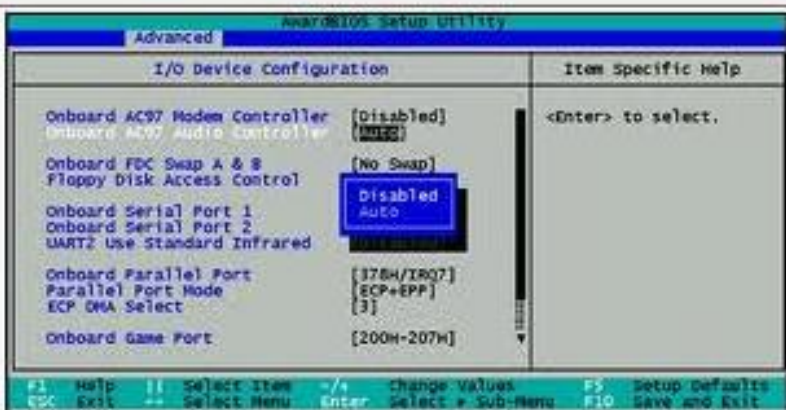 AwardBIOS Setup Utility
Advanced
I/O Device Configuration
Item Specific Help
Onboard AC97 Modem Controller [Disabled]
Onboard AC97 Audio Controller [Auto]
<Enter> to select.
Onboard FDC Swap A & B [No Swap]
Floppy Disk Access Control
Disabled
Auto
Onboard Serial Port 1
Onboard Serial Port 2
UART2 Use Standard Infrared
Onboard Parallel Port [378H/IRQ7]
Parallel Port Mode [ECP+EPP]
ECP DMA Select [3]
Onboard Game Port [200H-207H]
F1 Help Select Item -/+ Change Values F5 Setup Defaults
ESC Exit Select Menu Enter Select ▸ Sub-Menu F10 Save and Exit